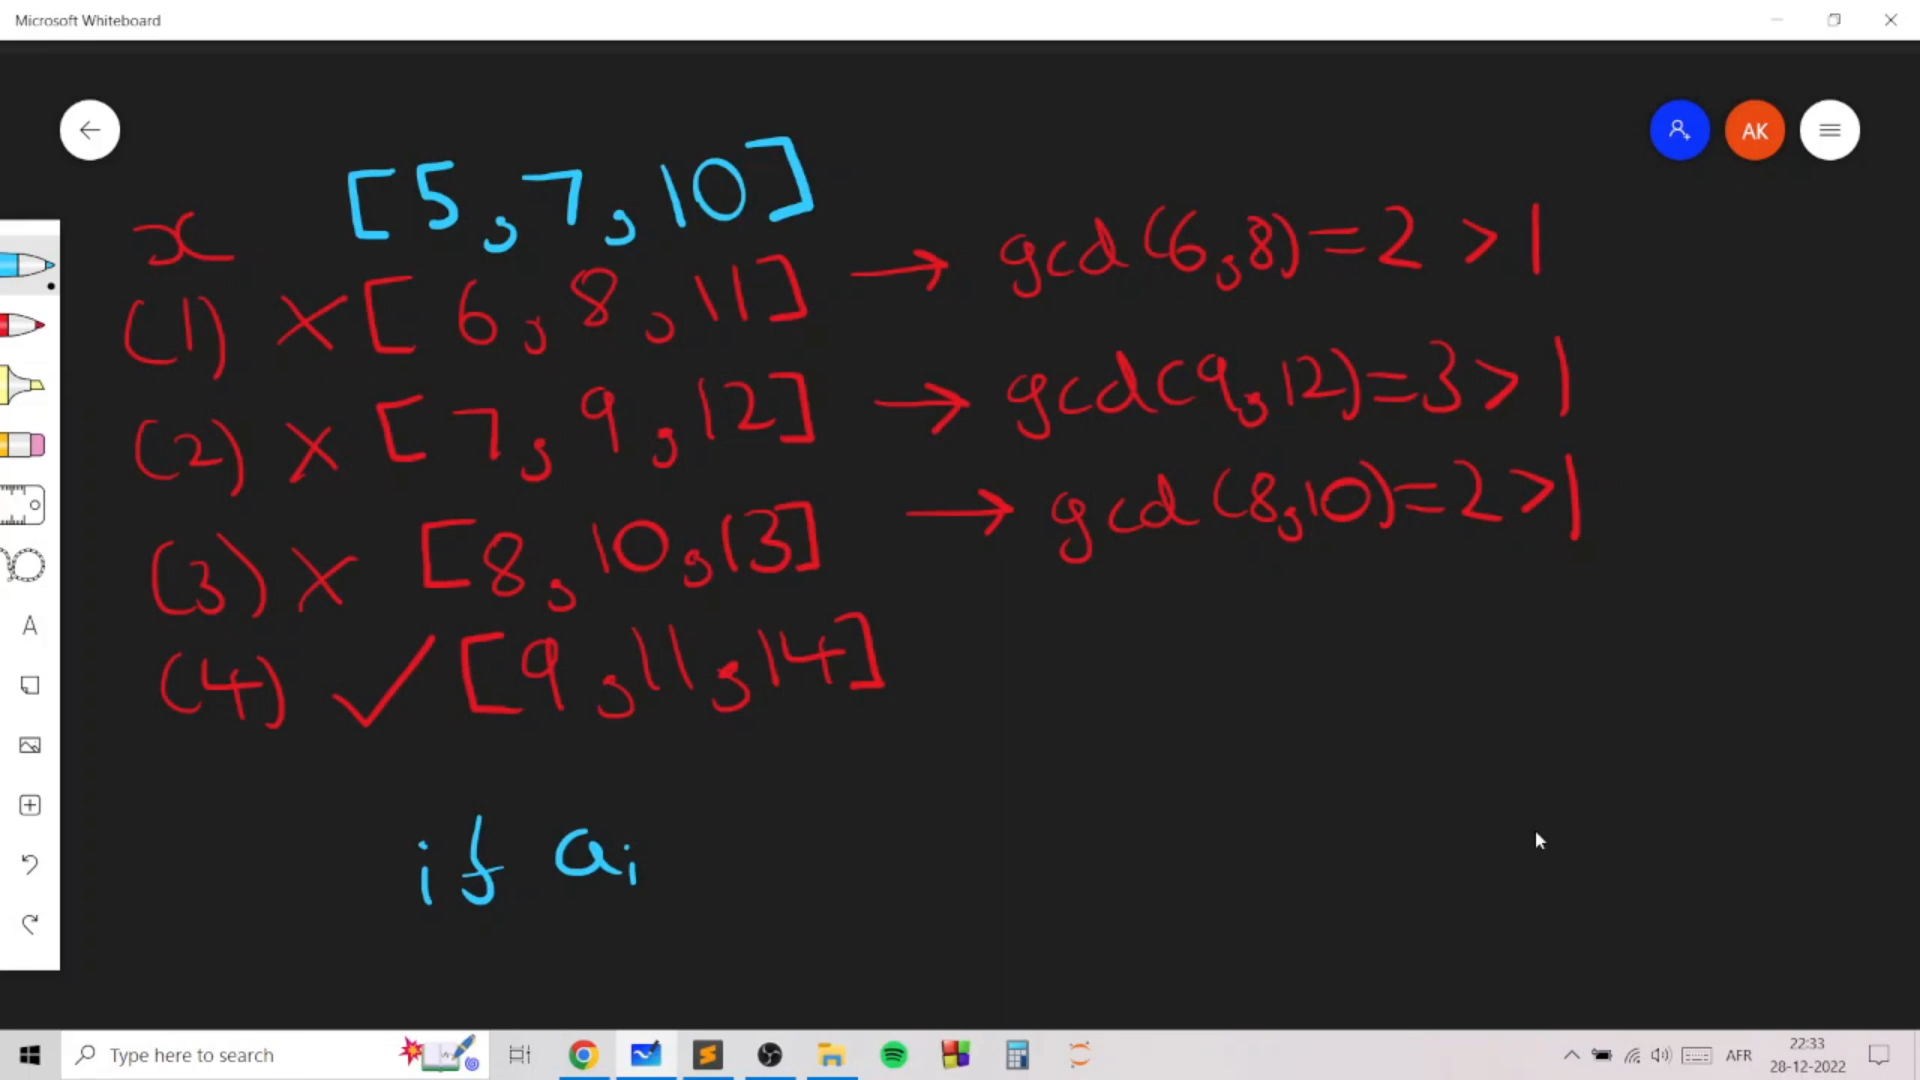 Microsoft Whiteboard
AK
[5,7,10]
x
(1) × [6,8,11] → gcd(6,8)=2 >1
(2) × [7,9,12] → gcd(9,12)=3>1
(3) × [8,10,13] → gcd(8,10)=2>1
(4) ✓ [9,11,14]
if aᵢ
A
Type here to search
AFR
22:33
28-12-2022